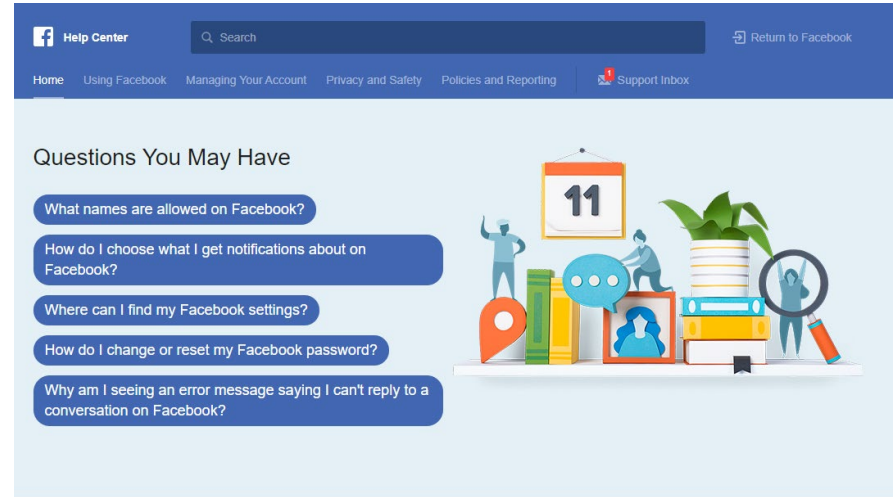 Help Center
Search
Return to Facebook
Home
Using Facebook
Managing Your Account
Privacy and Safety
Policies and Reporting
1
Support Inbox
Questions You May Have
What names are allowed on Facebook?
How do I choose what I get notifications about on
Facebook?
Where can I find my Facebook settings?
How do I change or reset my Facebook password?
Why am I seeing an error message saying I can't reply to a
conversation on Facebook?
11